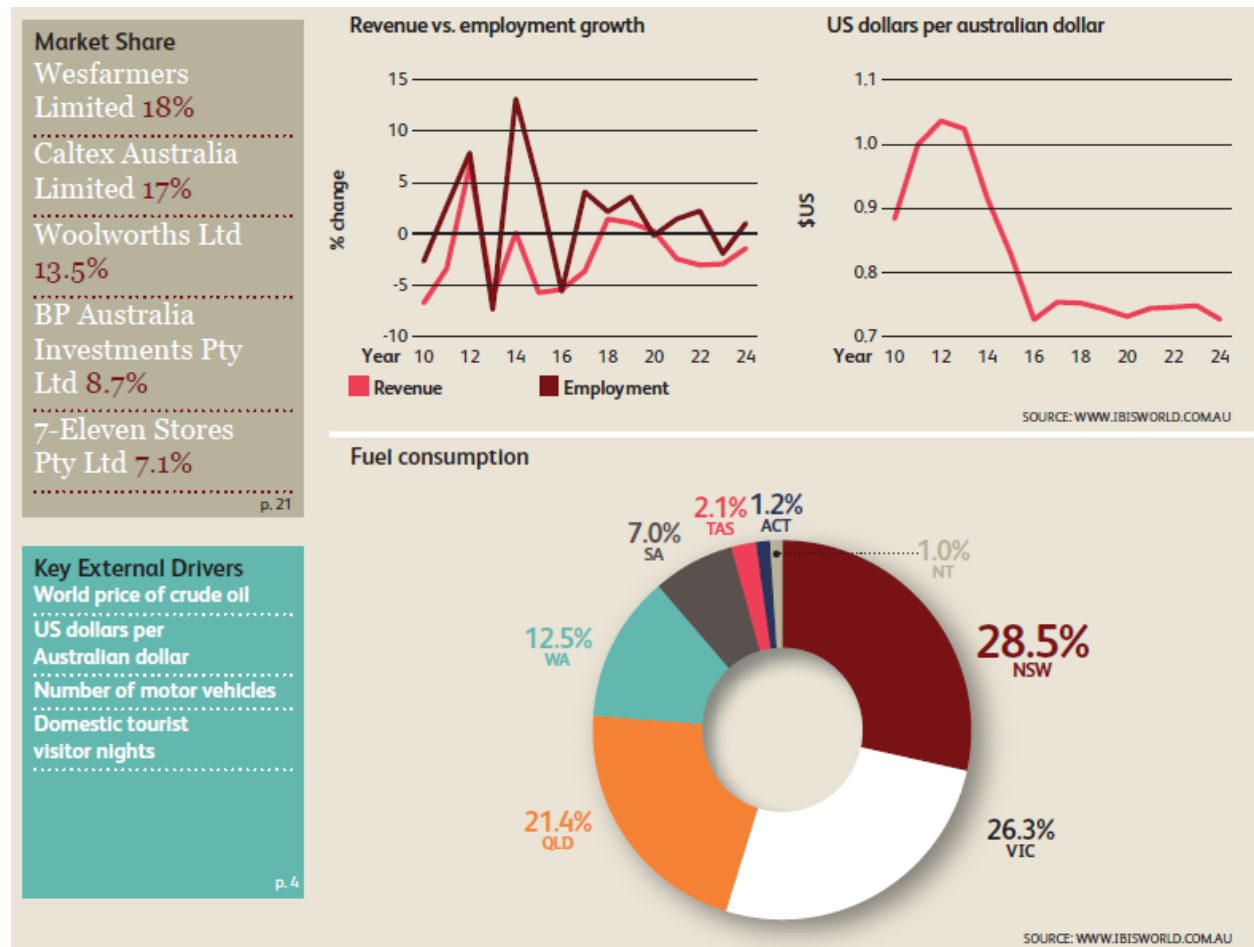 Market Share
Wesfarmers
Limited 18%
Caltex Australia
Limited 17%
Woolworths Ltd
13.5%
BP Australia
Investments Pty
Ltd 8.7%
7-Eleven Stores
Pty Ltd 7.1%
p. 21
Key External Drivers
World price of crude oil
US dollars per
Australian dollar
Number of motor vehicles
Domestic tourist
visitor nights
p. 4
Revenue vs. employment growth
% change
15
10
5
0
-5
-10
Year 10 12 14 16 18 20 22 24
Revenue Employment
US dollars per australian dollar
$US
1.1
1.0
0.9
0.8
0.7
Year 10 12 14 16 18 20 22 24
SOURCE: WWW.IBISWORLD.COM.AU
Fuel consumption
2.1%
TAS
1.2%
ACT
7.0%
SA
1.0%
NT
12.5%
WA
28.5%
NSW
21.4%
QLD
26.3%
VIC
SOURCE: WWW.IBISWORLD.COM.AU